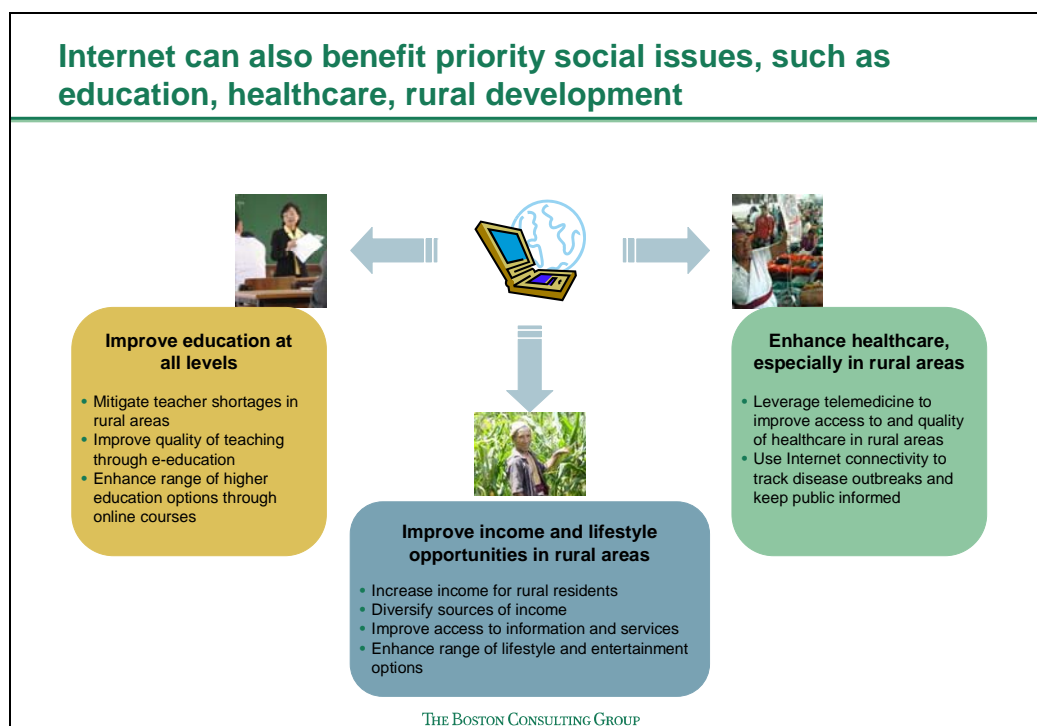 Internet can also benefit priority social issues, such as
education, healthcare, rural development
Improve education at
all levels
• Mitigate teacher shortages in
rural areas
• Improve quality of teaching
through e-education
• Enhance range of higher
education options through
online courses
Improve income and lifestyle
opportunities in rural areas
• Increase income for rural residents
• Diversify sources of income
• Improve access to information and services
• Enhance range of lifestyle and entertainment
options
Enhance healthcare,
especially in rural areas
• Leverage telemedicine to
improve access to and quality
of healthcare in rural areas
• Use Internet connectivity to
track disease outbreaks and
keep public informed
THE BOSTON CONSULTING GROUP